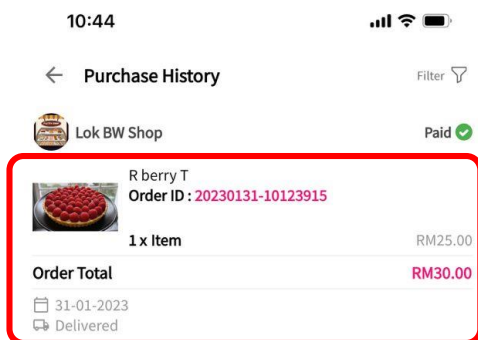 10:44
Purchase History
Filter
Lok BW Shop
Paid
R berry T
Order ID : 20230131-10123915
1 x Item
RM25.00
Order Total
RM30.00
31-01-2023
Delivered